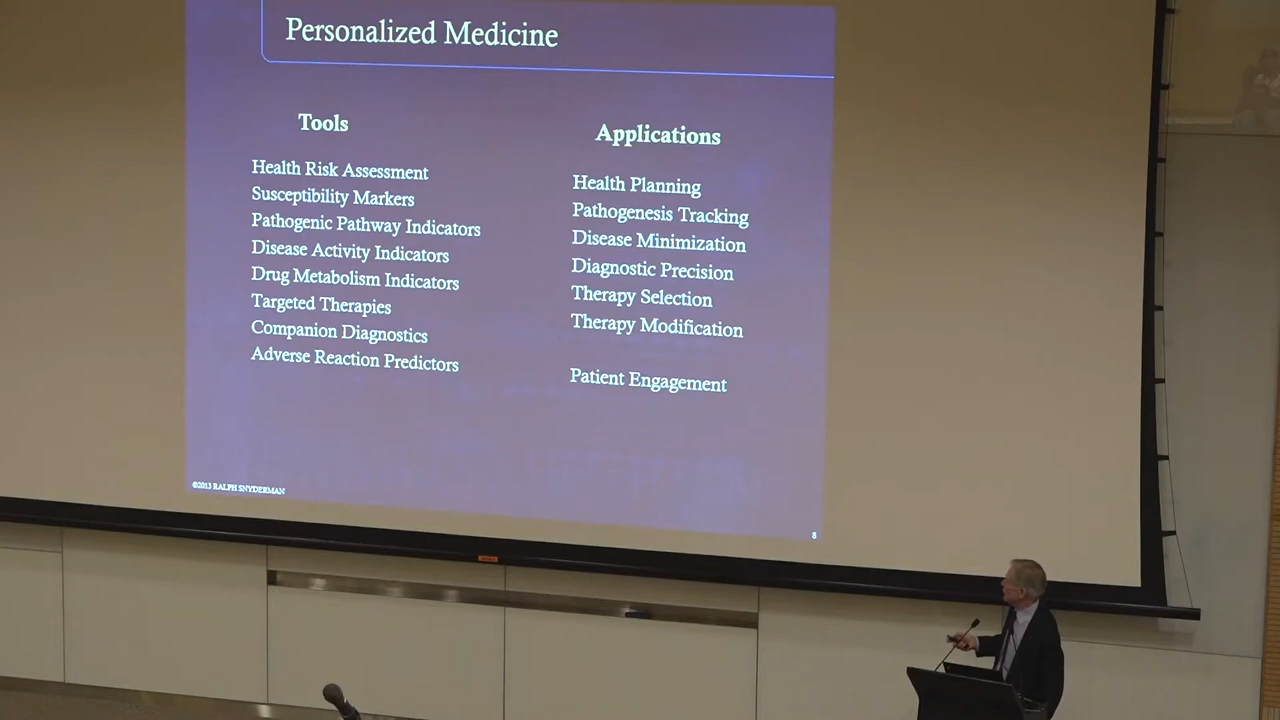 Personalized Medicine
Tools
Health Risk Assessment
Susceptibility Markers
Pathogenic Pathway Indicators
Disease Activity Indicators
Drug Metabolism Indicators
Targeted Therapies
Companion Diagnostics
Adverse Reaction Predictors
Applications
Health Planning
Pathogenesis Tracking
Disease Minimization
Diagnostic Precision
Therapy Selection
Therapy Modification
Patient Engagement
©2013 RALPH SNYDERMAN
8